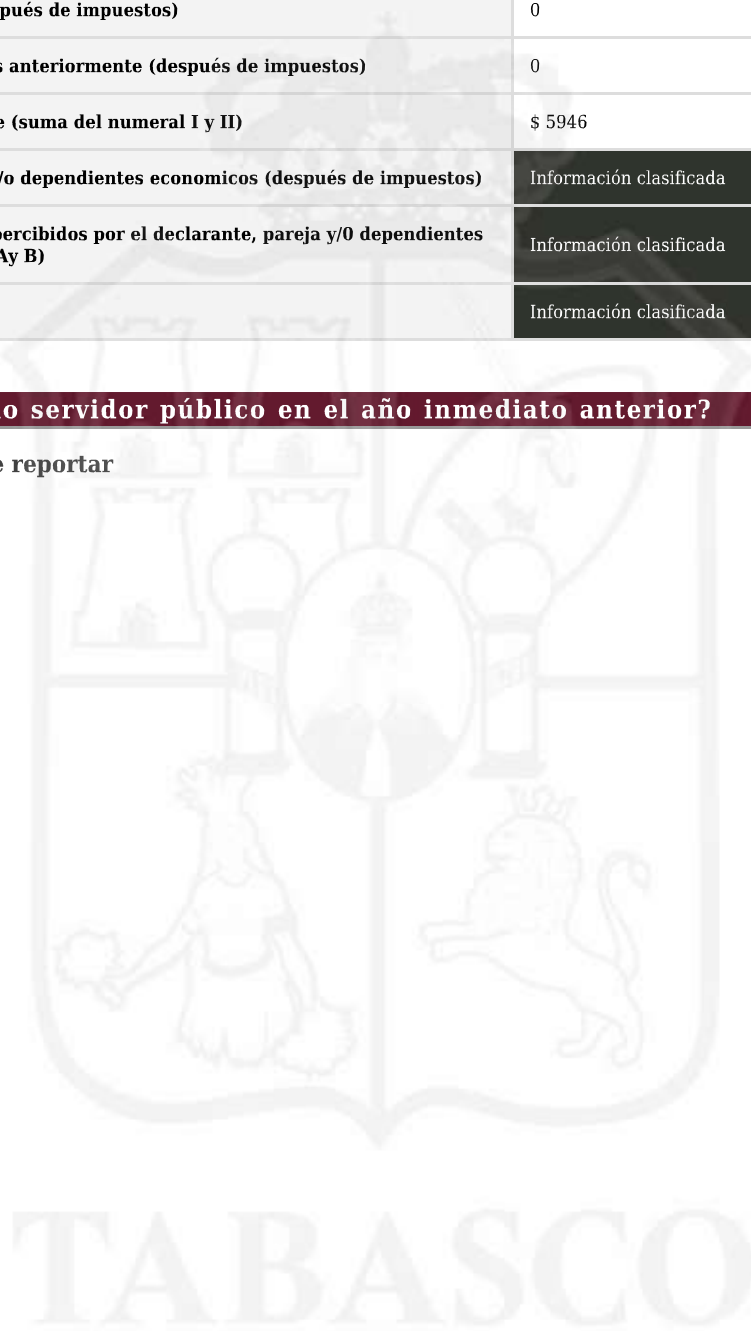 pués de impuestos)
0
s anteriormente (después de impuestos)
0
e (suma del numeral I y II)
$ 5946
/o dependientes economicos (después de impuestos)
Información clasificada
percibidos por el declarante, pareja y/0 dependientes
Ay B)
Información clasificada
Información clasificada
lo servidor público en el año inmediato anterior?
e reportar
TABASCO